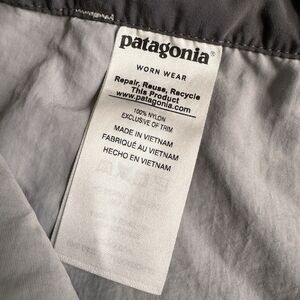 patagonia®
WORN WEAR
Repair, Reuse, Recycle
This Product
www.patagonia.com
100% NYLON
EXCLUSIVE OF TRIM
MADE IN VIETNAM
FABRIQUÉ AU VIETNAM
HECHO EN VIETNAM